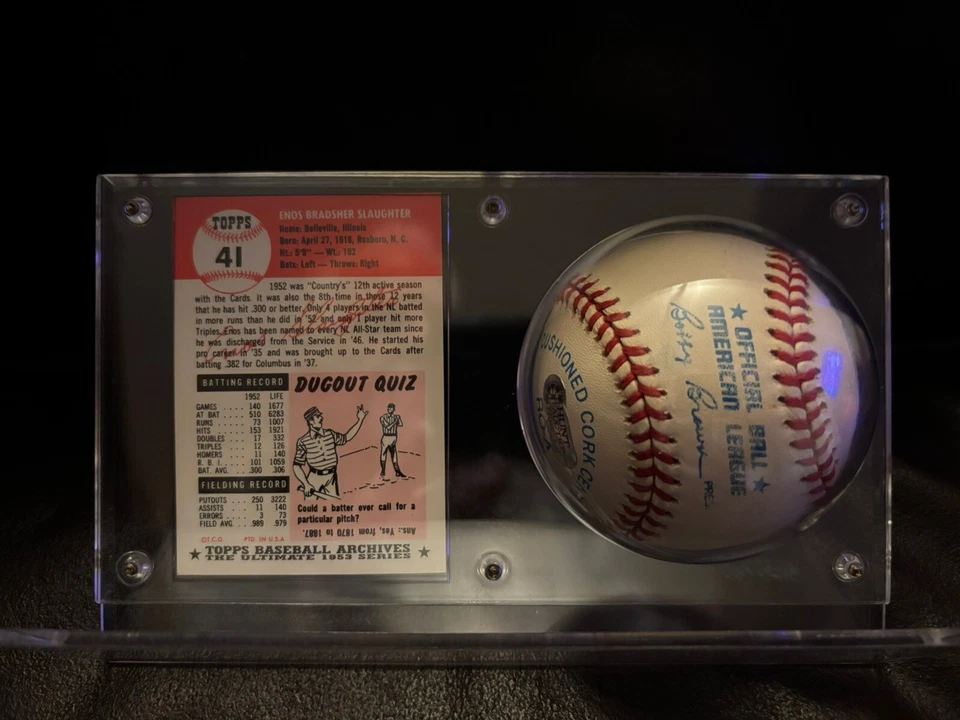 TOPPS
41
ENOS BRADSHER SLAUGHTER
Home: Belleville, Illinois
Born: April 27, 1916, Roxboro, N. C.
Ht.: 5'9" — Wt.: 192
Bats: Left — Throws: Right
1952 was "Country's" 12th active season
with the Cards. It was also the 8th time in those 12 years
that he has hit .300 or better. Only 4 players in the NL batted
in more runs than he did in '52 and only 1 player hit more
Triples. Enos has been named to every NL All-Star team since
he was discharged from the Service in '46. He started his
pro career in '35 and was brought up to the Cards after
batting .382 for Columbus in '37.
BATTING RECORD
1952 LIFE
GAMES .... 140 1677
AT BAT .... 510 6283
RUNS .... 73 1007
HITS .... 153 1921
DOUBLES .... 17 332
TRIPLES .... 12 126
HOMERS .... 11 140
R. B. I. .... 101 1059
BAT. AVG. ... .300 .306
FIELDING RECORD
PUTOUTS ... 250 3222
ASSISTS .... 11 140
ERRORS .... 3 73
FIELD AVG. .. .989 .979
©T.C.O. PTD. IN U.S.A.
DUGOUT QUIZ
Could a batter ever call for a
particular pitch?
Ans.: Yes, from 1870 to 1887.
★ TOPPS BASEBALL ARCHIVES ★
THE ULTIMATE 1953 SERIES
CUSHIONED CORK CE
★ OFFICIAL BALL ★
AMERICAN LEAGUE
Bobby Brown
PRES.